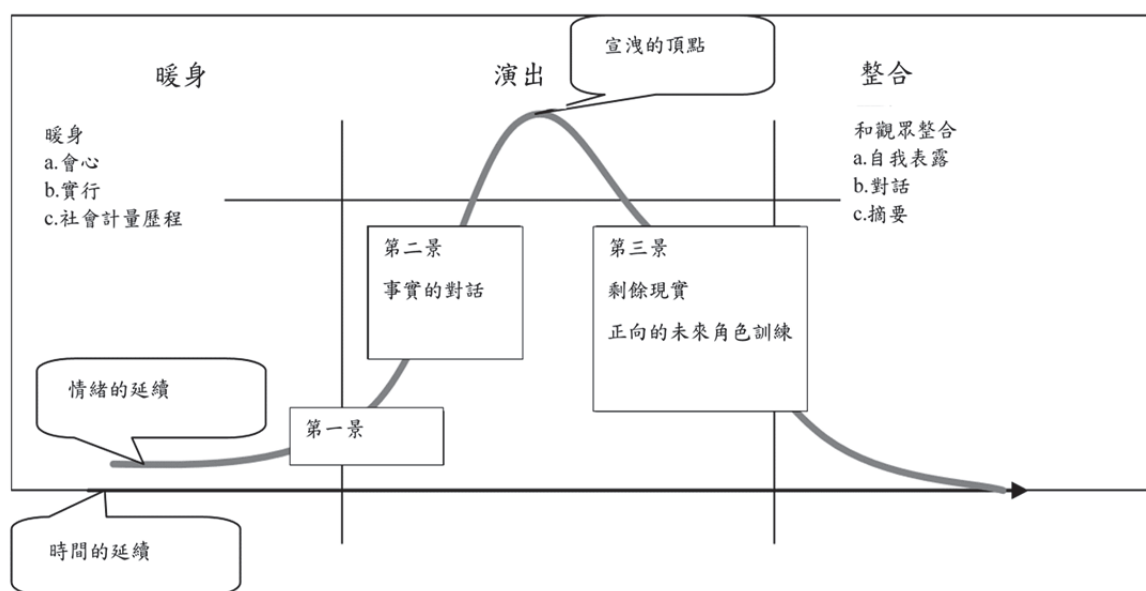 宣洩的頂點
暖身
演出
整合
暖身
a.會心
b.實行
c.社會計量歷程
和觀眾整合
a.自我表露
b.對話
c.摘要
第二景
事實的對話
第三景
剩餘現實
正向的未來角色訓練
情緒的延續
第一景
時間的延續